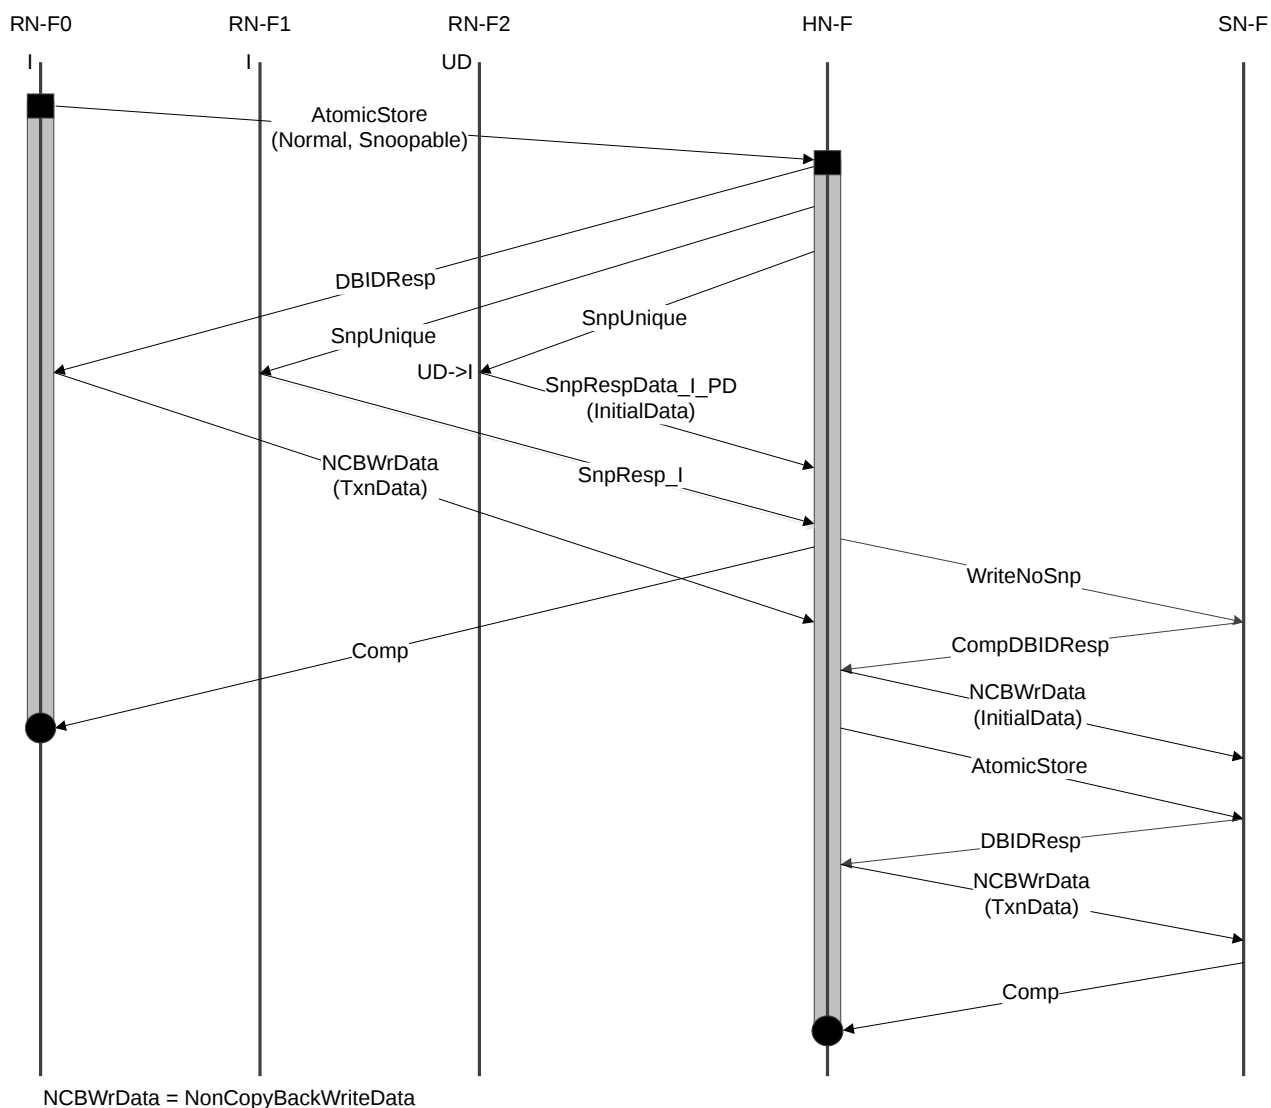 RN-F0 RN-F1 RN-F2 HN-F SN-F
I I UD
AtomicStore
(Normal, Snoopable)
DBIDResp
SnpUnique
SnpUnique
UD->I
SnpRespData_I_PD
(InitialData)
NCBWrData
(TxnData)
SnpResp_I
WriteNoSnp
Comp
CompDBIDResp
NCBWrData
(InitialData)
AtomicStore
DBIDResp
NCBWrData
(TxnData)
Comp
NCBWrData = NonCopyBackWriteData